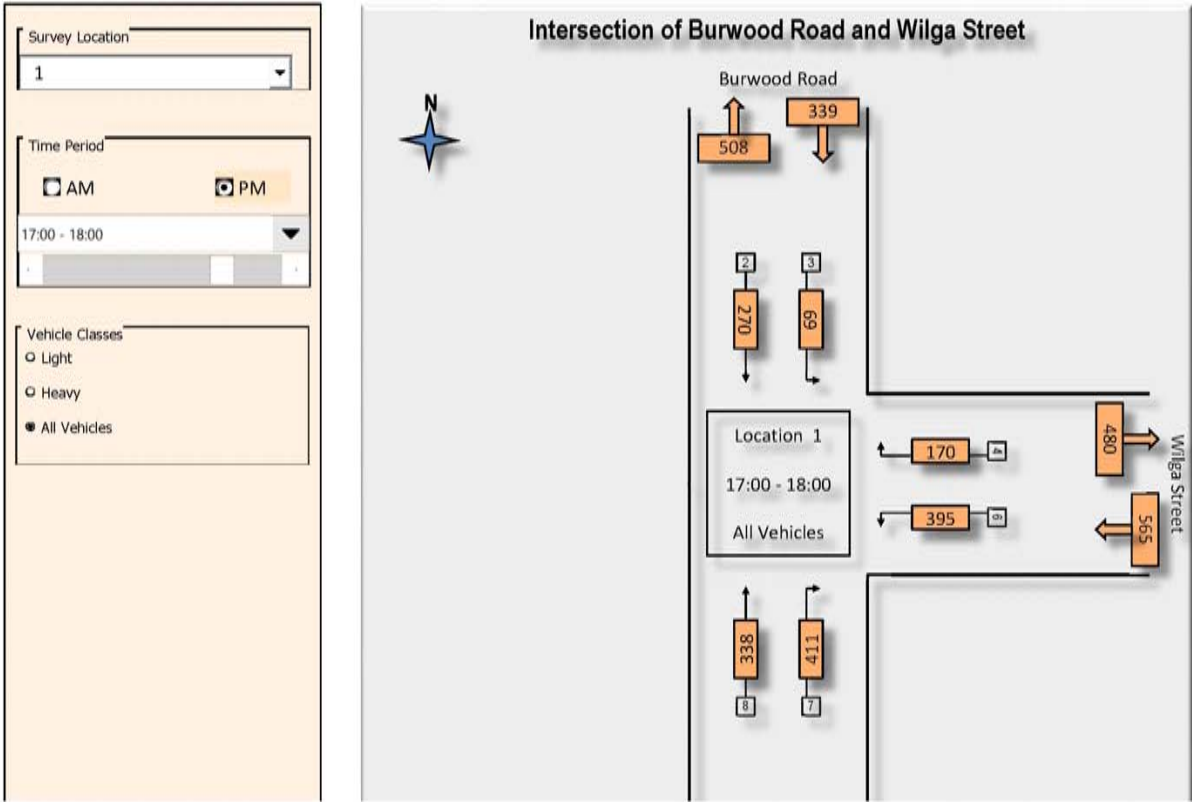 Survey Location
1
Time Period
AM
PM
17:00 - 18:00
Vehicle Classes
Light
Heavy
All Vehicles
Intersection of Burwood Road and Wilga Street
Burwood Road
N
339
508
2
3
270
69
Location 1
17:00 - 18:00
All Vehicles
170
4
395
6
480
565
Wilga Street
338
411
8
7